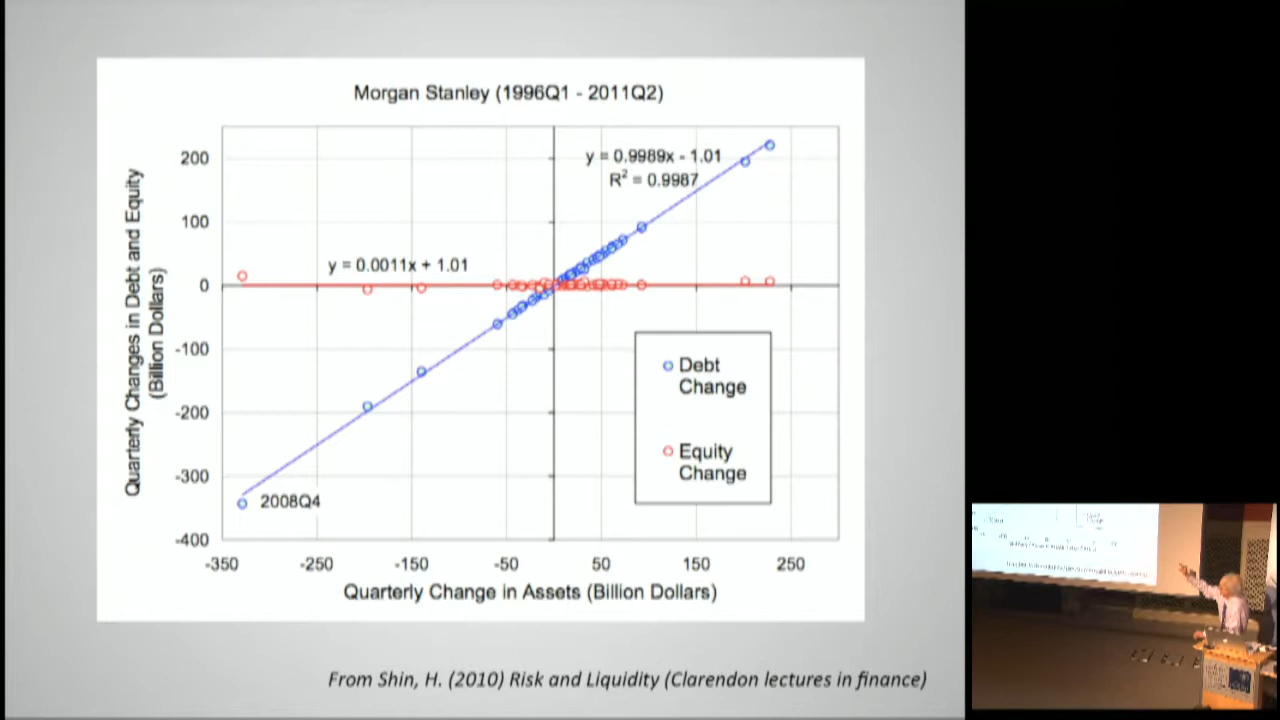 Morgan Stanley (1996Q1 - 2011Q2)
Quarterly Changes in Debt and Equity
(Billion Dollars)
200
100
0
-100
-200
-300
-400
y = 0.9989x - 1.01
R² = 0.9987
y = 0.0011x + 1.01
Debt
Change
Equity
Change
2008Q4
-350 -250 -150 -50 50 150 250
Quarterly Change in Assets (Billion Dollars)
From Shin, H. (2010) Risk and Liquidity (Clarendon lectures in finance)